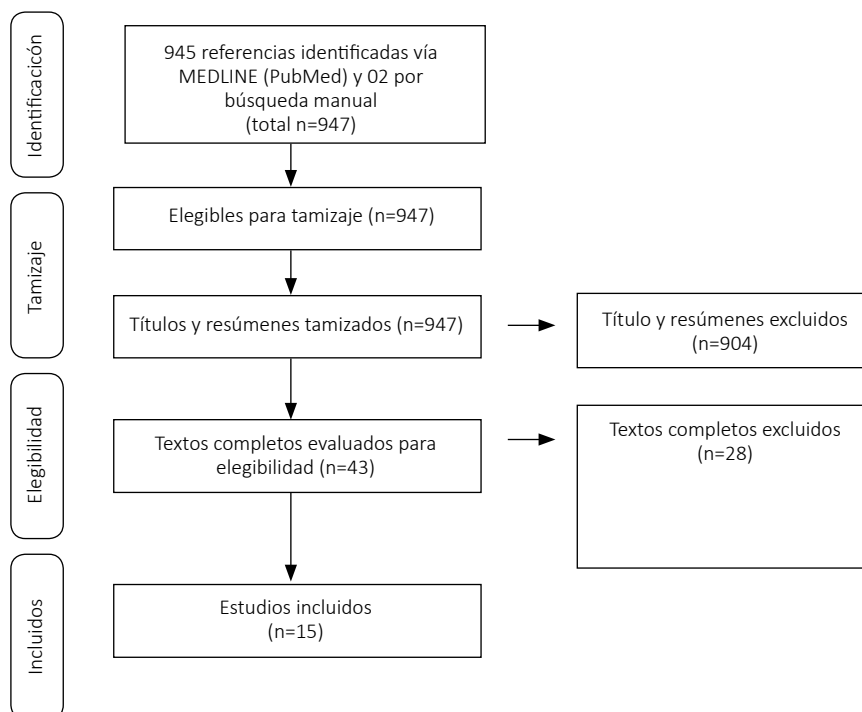 Identificacicón
945 referencias identificadas vía
MEDLINE (PubMed) y 02 por
búsqueda manual
(total n=947)
Tamizaje
Elegibles para tamizaje (n=947)
Títulos y resúmenes tamizados (n=947)
Título y resúmenes excluidos
(n=904)
Elegibilidad
Textos completos evaluados para
elegibilidad (n=43)
Textos completos excluidos
(n=28)
Incluidos
Estudios incluidos
(n=15)